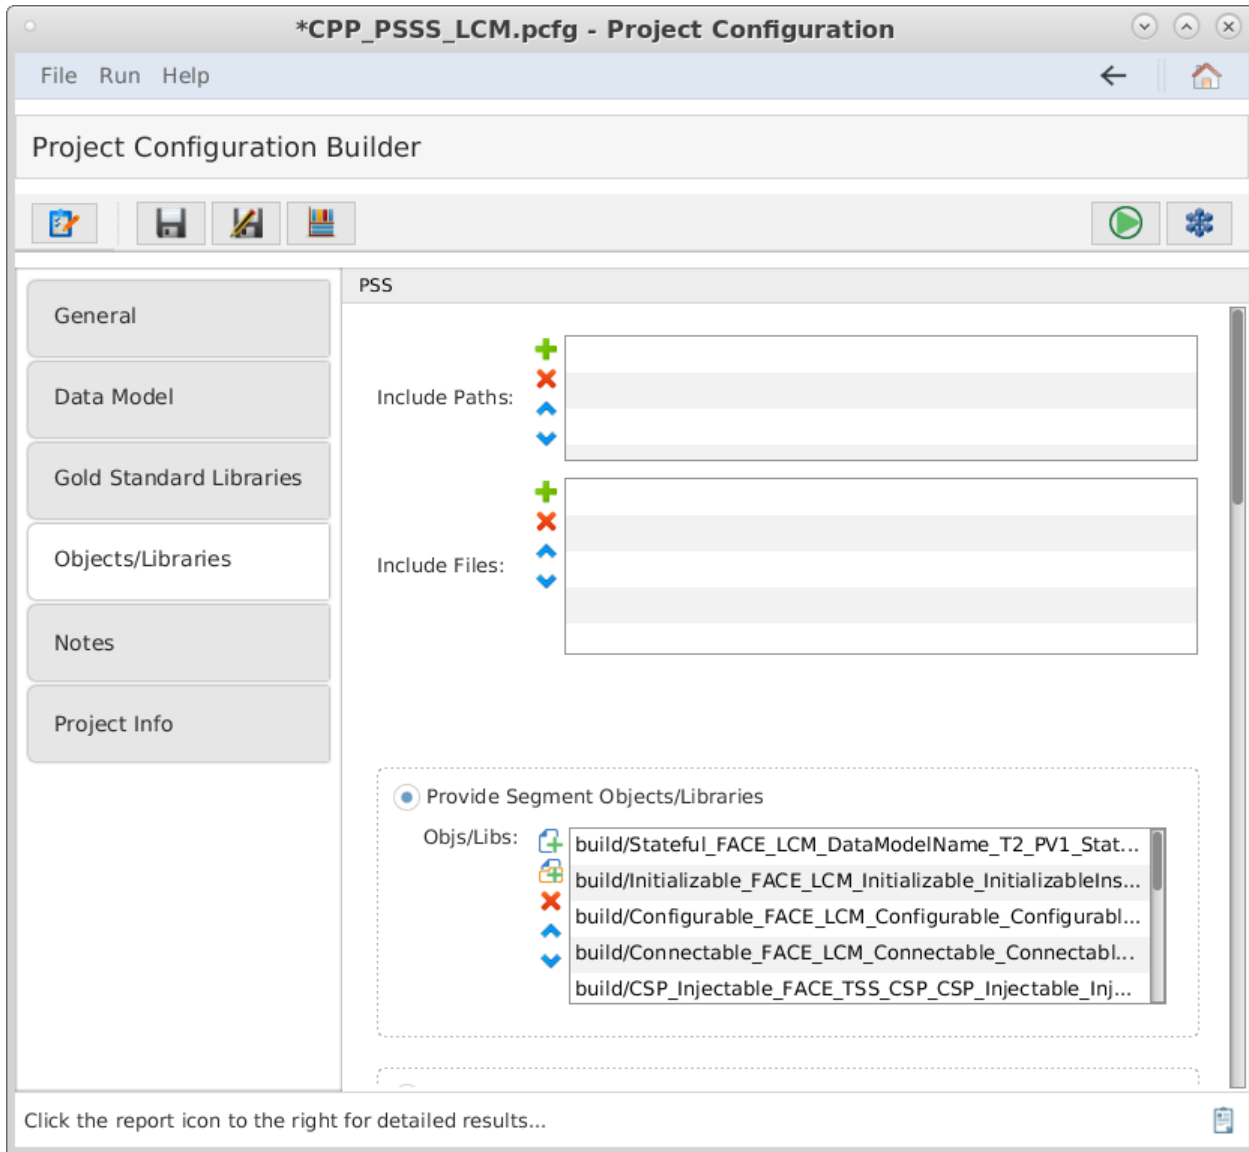 *CPP_PSSS_LCM.pcfg - Project Configuration
File Run Help
Project Configuration Builder
General
Data Model
Gold Standard Libraries
Objects/Libraries
Notes
Project Info
PSS
Include Paths:
Include Files:
Provide Segment Objects/Libraries
Objs/Libs:
build/Stateful_FACE_LCM_DataModelName_T2_PV1_Stat...
build/Initializable_FACE_LCM_Initializable_InitializableIns...
build/Configurable_FACE_LCM_Configurable_Configurabl...
build/Connectable_FACE_LCM_Connectable_Connectabl...
build/CSP_Injectable_FACE_TSS_CSP_CSP_Injectable_Inj...
Click the report icon to the right for detailed results...